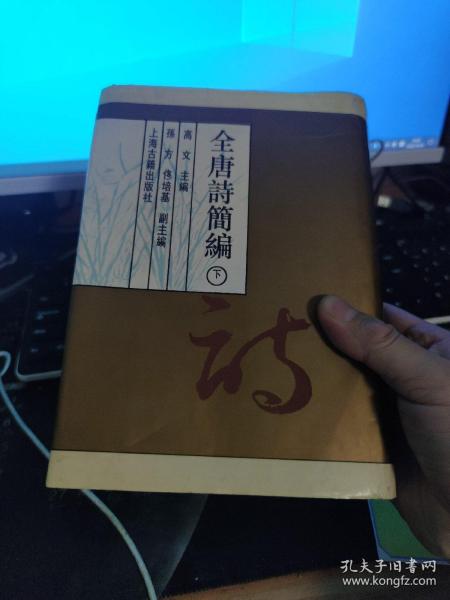 全唐詩簡編
下
高文 主編
孫方 佟培基 副主編
上海古籍出版社
詩
孔夫子旧书网
www.kongfz.com